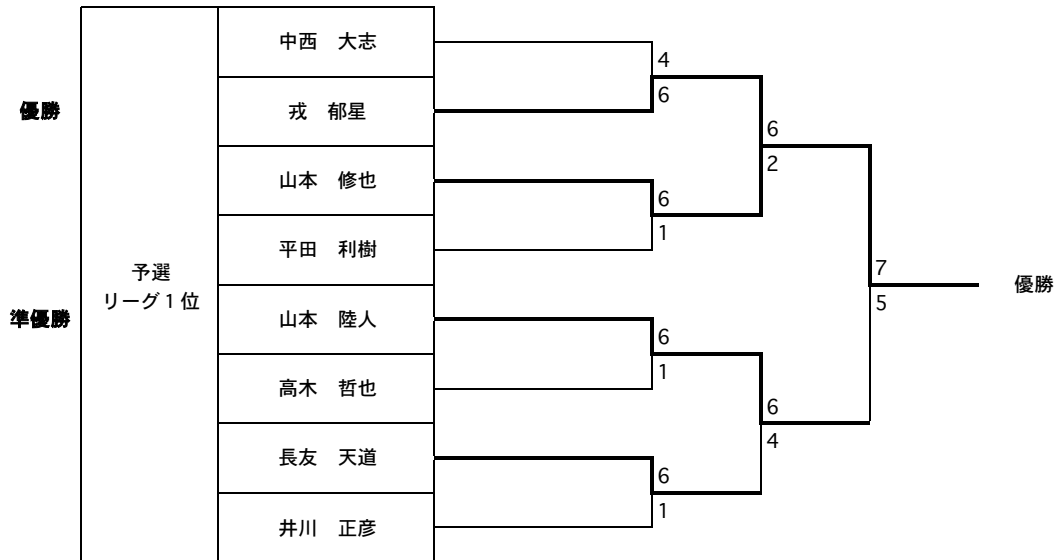 優勝
準優勝
予選
リーグ1位
中西 大志
戎 郁星
山本 修也
平田 利樹
山本 陸人
高木 哲也
長友 天道
井川 正彦
4
6
6
1
6
1
6
1
6
2
6
4
7
5
優勝